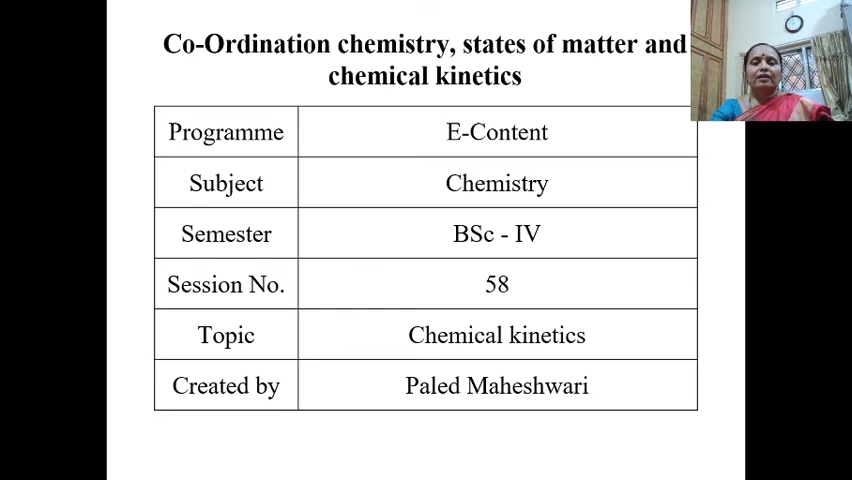 Co-Ordination chemistry, states of matter and
chemical kinetics
Programme E-Content
Subject Chemistry
Semester BSc - IV
Session No. 58
Topic Chemical kinetics
Created by Paled Maheshwari